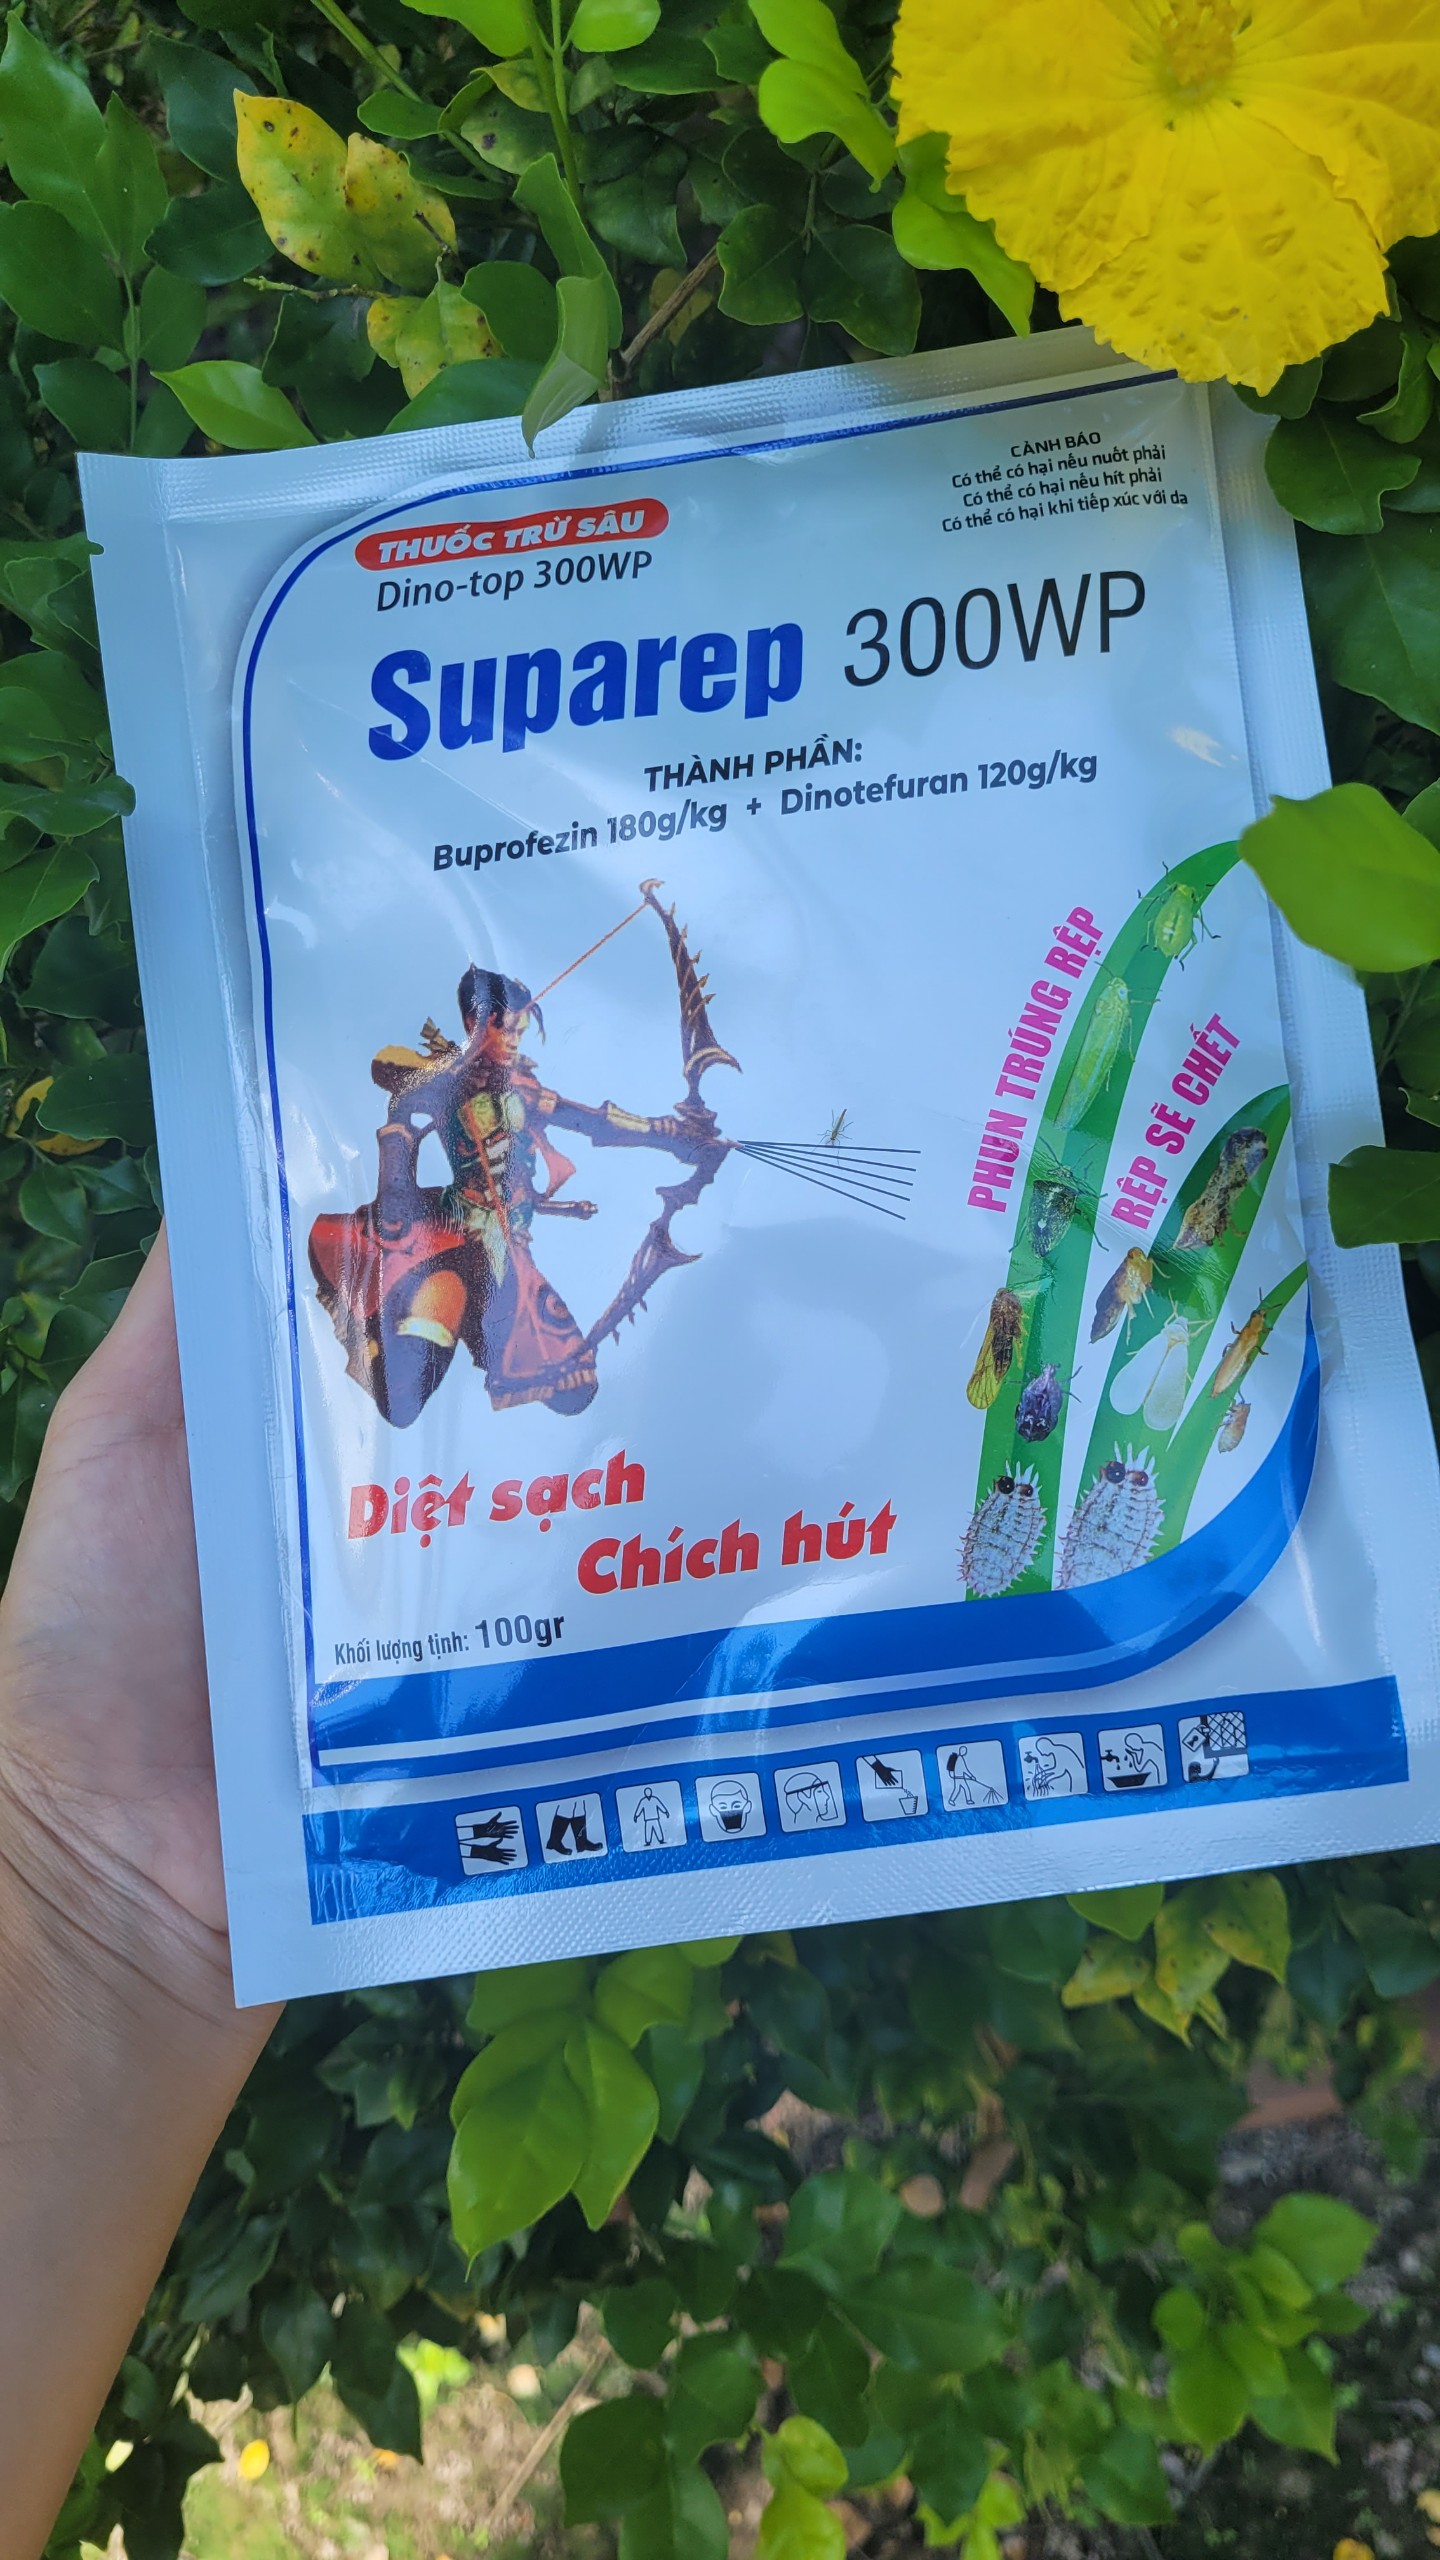 CẢNH BÁO
Có thể có hại nếu nuốt phải
Có thể có hại nếu hít phải
Có thể có hại khi tiếp xúc với da
THUỐC TRỪ SÂU
Dino-top 300WP
Suparep 300WP
THÀNH PHẦN:
Buprofezin 180g/kg + Dinotefuran 120g/kg
PHUN TRÚNG RỆP
RỆP SẼ CHẾT
Diệt sạch
Chích hút
Khối lượng tịnh: 100gr